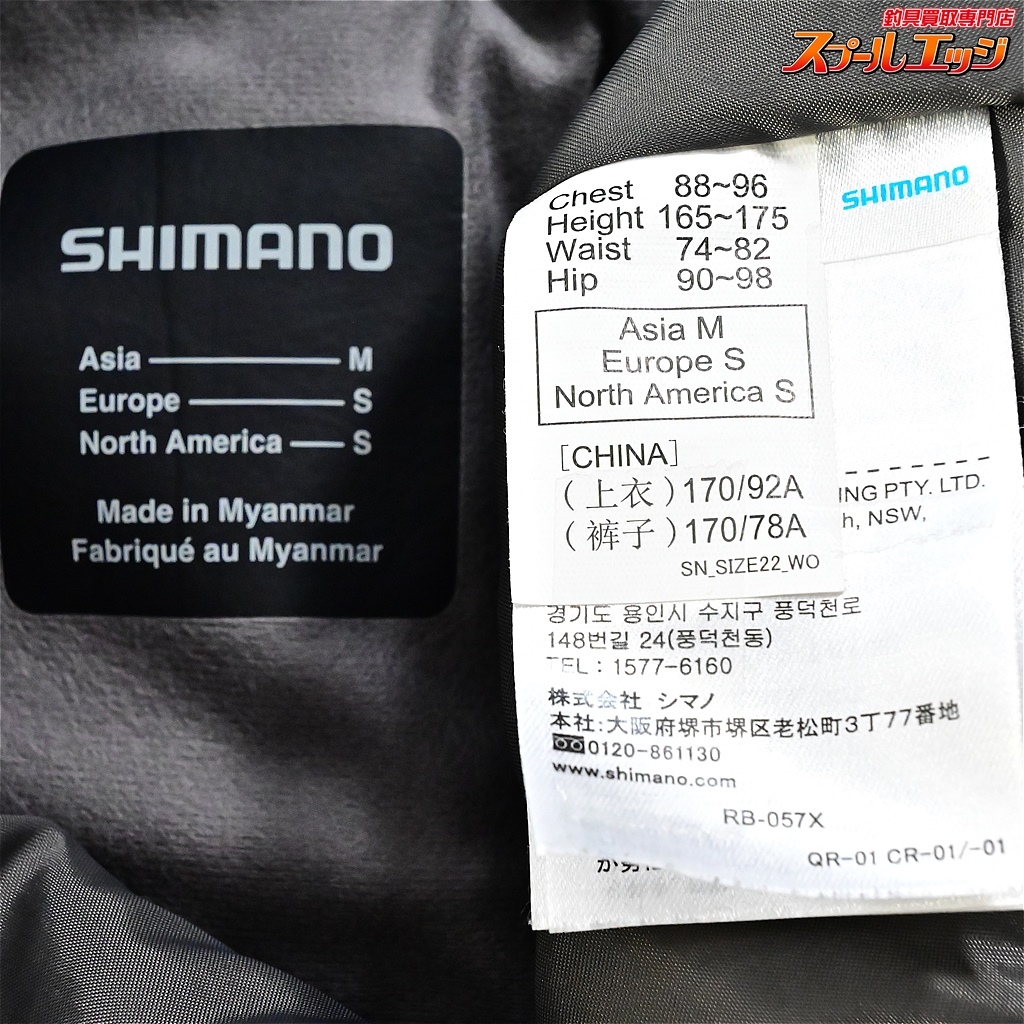 釣具買取専門店
スプールエッジ
SHIMANO
Asia M
Europe S
North America S
Made in Myanmar
Fabriqué au Myanmar
SHIMANO
Chest 88~96
Height 165~175
Waist 74~82
Hip 90~98
Asia M
Europe S
North America S
[CHINA]
(上衣)170/92A
(裤子)170/78A
SN_SIZE22_WO
ING PTY. LTD.
h, NSW,
경기도 용인시 수지구 풍덕천로
148번길 24(풍덕천동)
TEL : 1577-6160
株式会社 シマノ
本社:大阪府堺市堺区老松町3丁77番地
0120-861130
www.shimano.com
RB-057X
QR-01 CR-01/-01